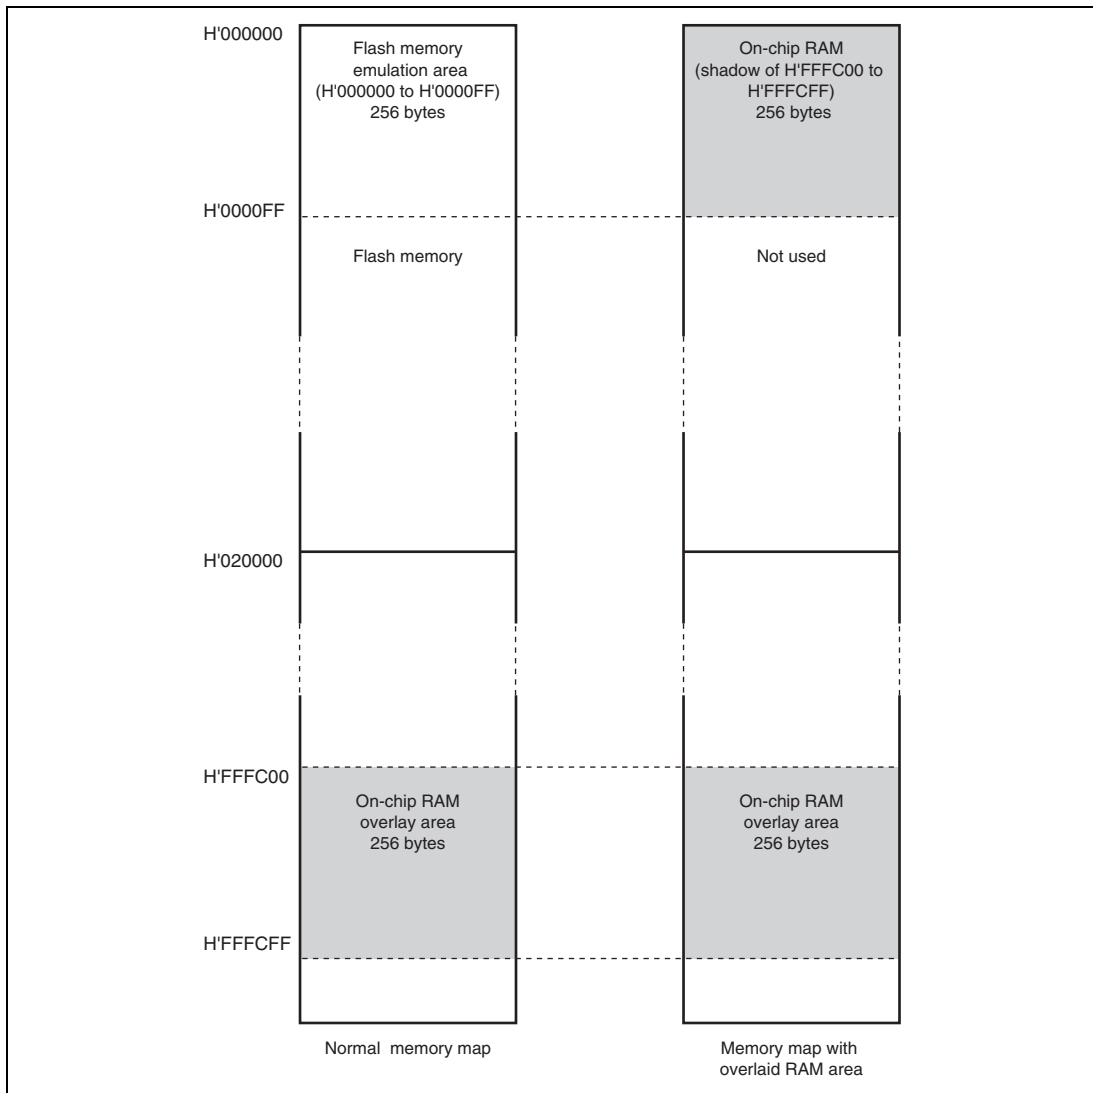 H'000000
Flash memory
emulation area
(H'000000 to H'0000FF)
256 bytes
On-chip RAM
(shadow of H'FFFC00 to
H'FFFCFF)
256 bytes
H'0000FF
Flash memory
Not used
H'020000
H'FFFC00
On-chip RAM
overlay area
256 bytes
On-chip RAM
overlay area
256 bytes
H'FFFCFF
Normal memory map
Memory map with
overlaid RAM area